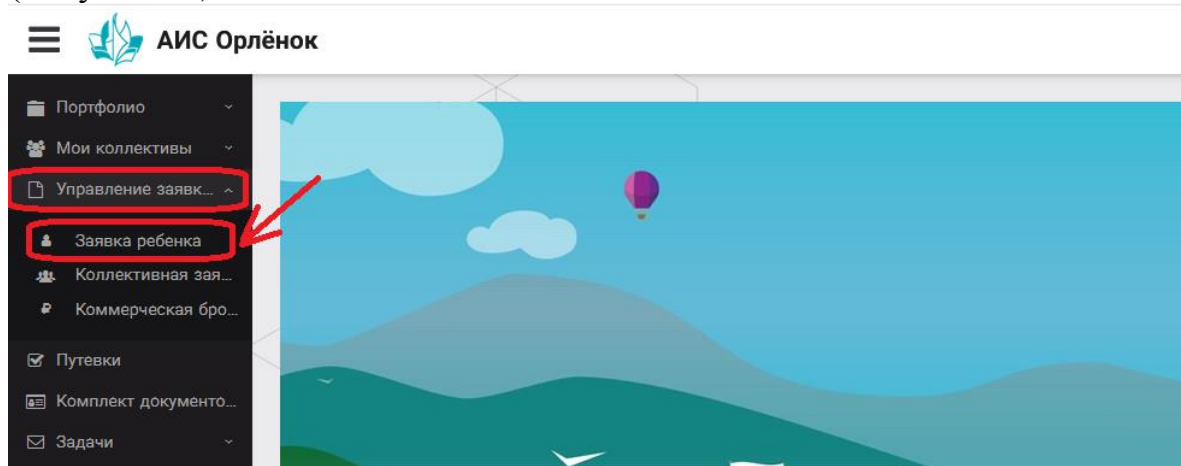 АИС Орлёнок
Портфолио
Мои коллективы
Управление заявк...
Заявка ребенка
Коллективная зая...
Коммерческая бро...
Путевки
Комплект документо...
Задачи